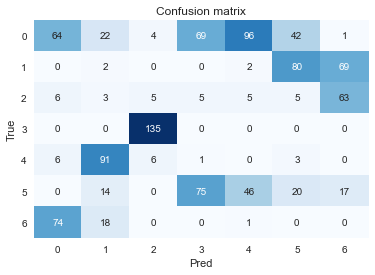 Confusion matrix
0 64 22 4 69 96 42 1
1 0 2 0 0 2 80 69
2 6 3 5 5 5 5 63
3 0 0 135 0 0 0 0
4 6 91 6 1 0 3 0
5 0 14 0 75 46 20 17
6 74 18 0 0 1 0 0
0 1 2 3 4 5 6
True
Pred